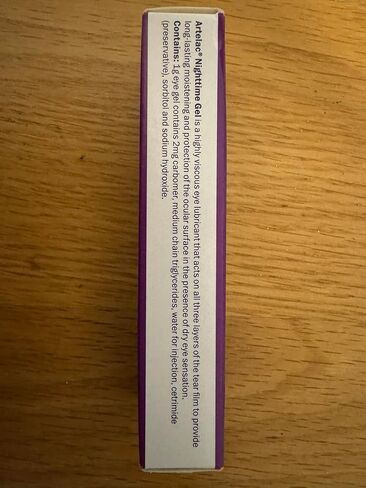 Artelac® Nighttime Gel is a highly viscous eye lubricant that acts on all three layers of the tear film to provide
long-lasting moistening and protection of the ocular surface in the presence of dry eye sensation.
Contains: 1g eye gel contains 2mg carbomer, medium chain triglycerides, water for injection, cetrimide
(preservative), sorbitol and sodium hydroxide.